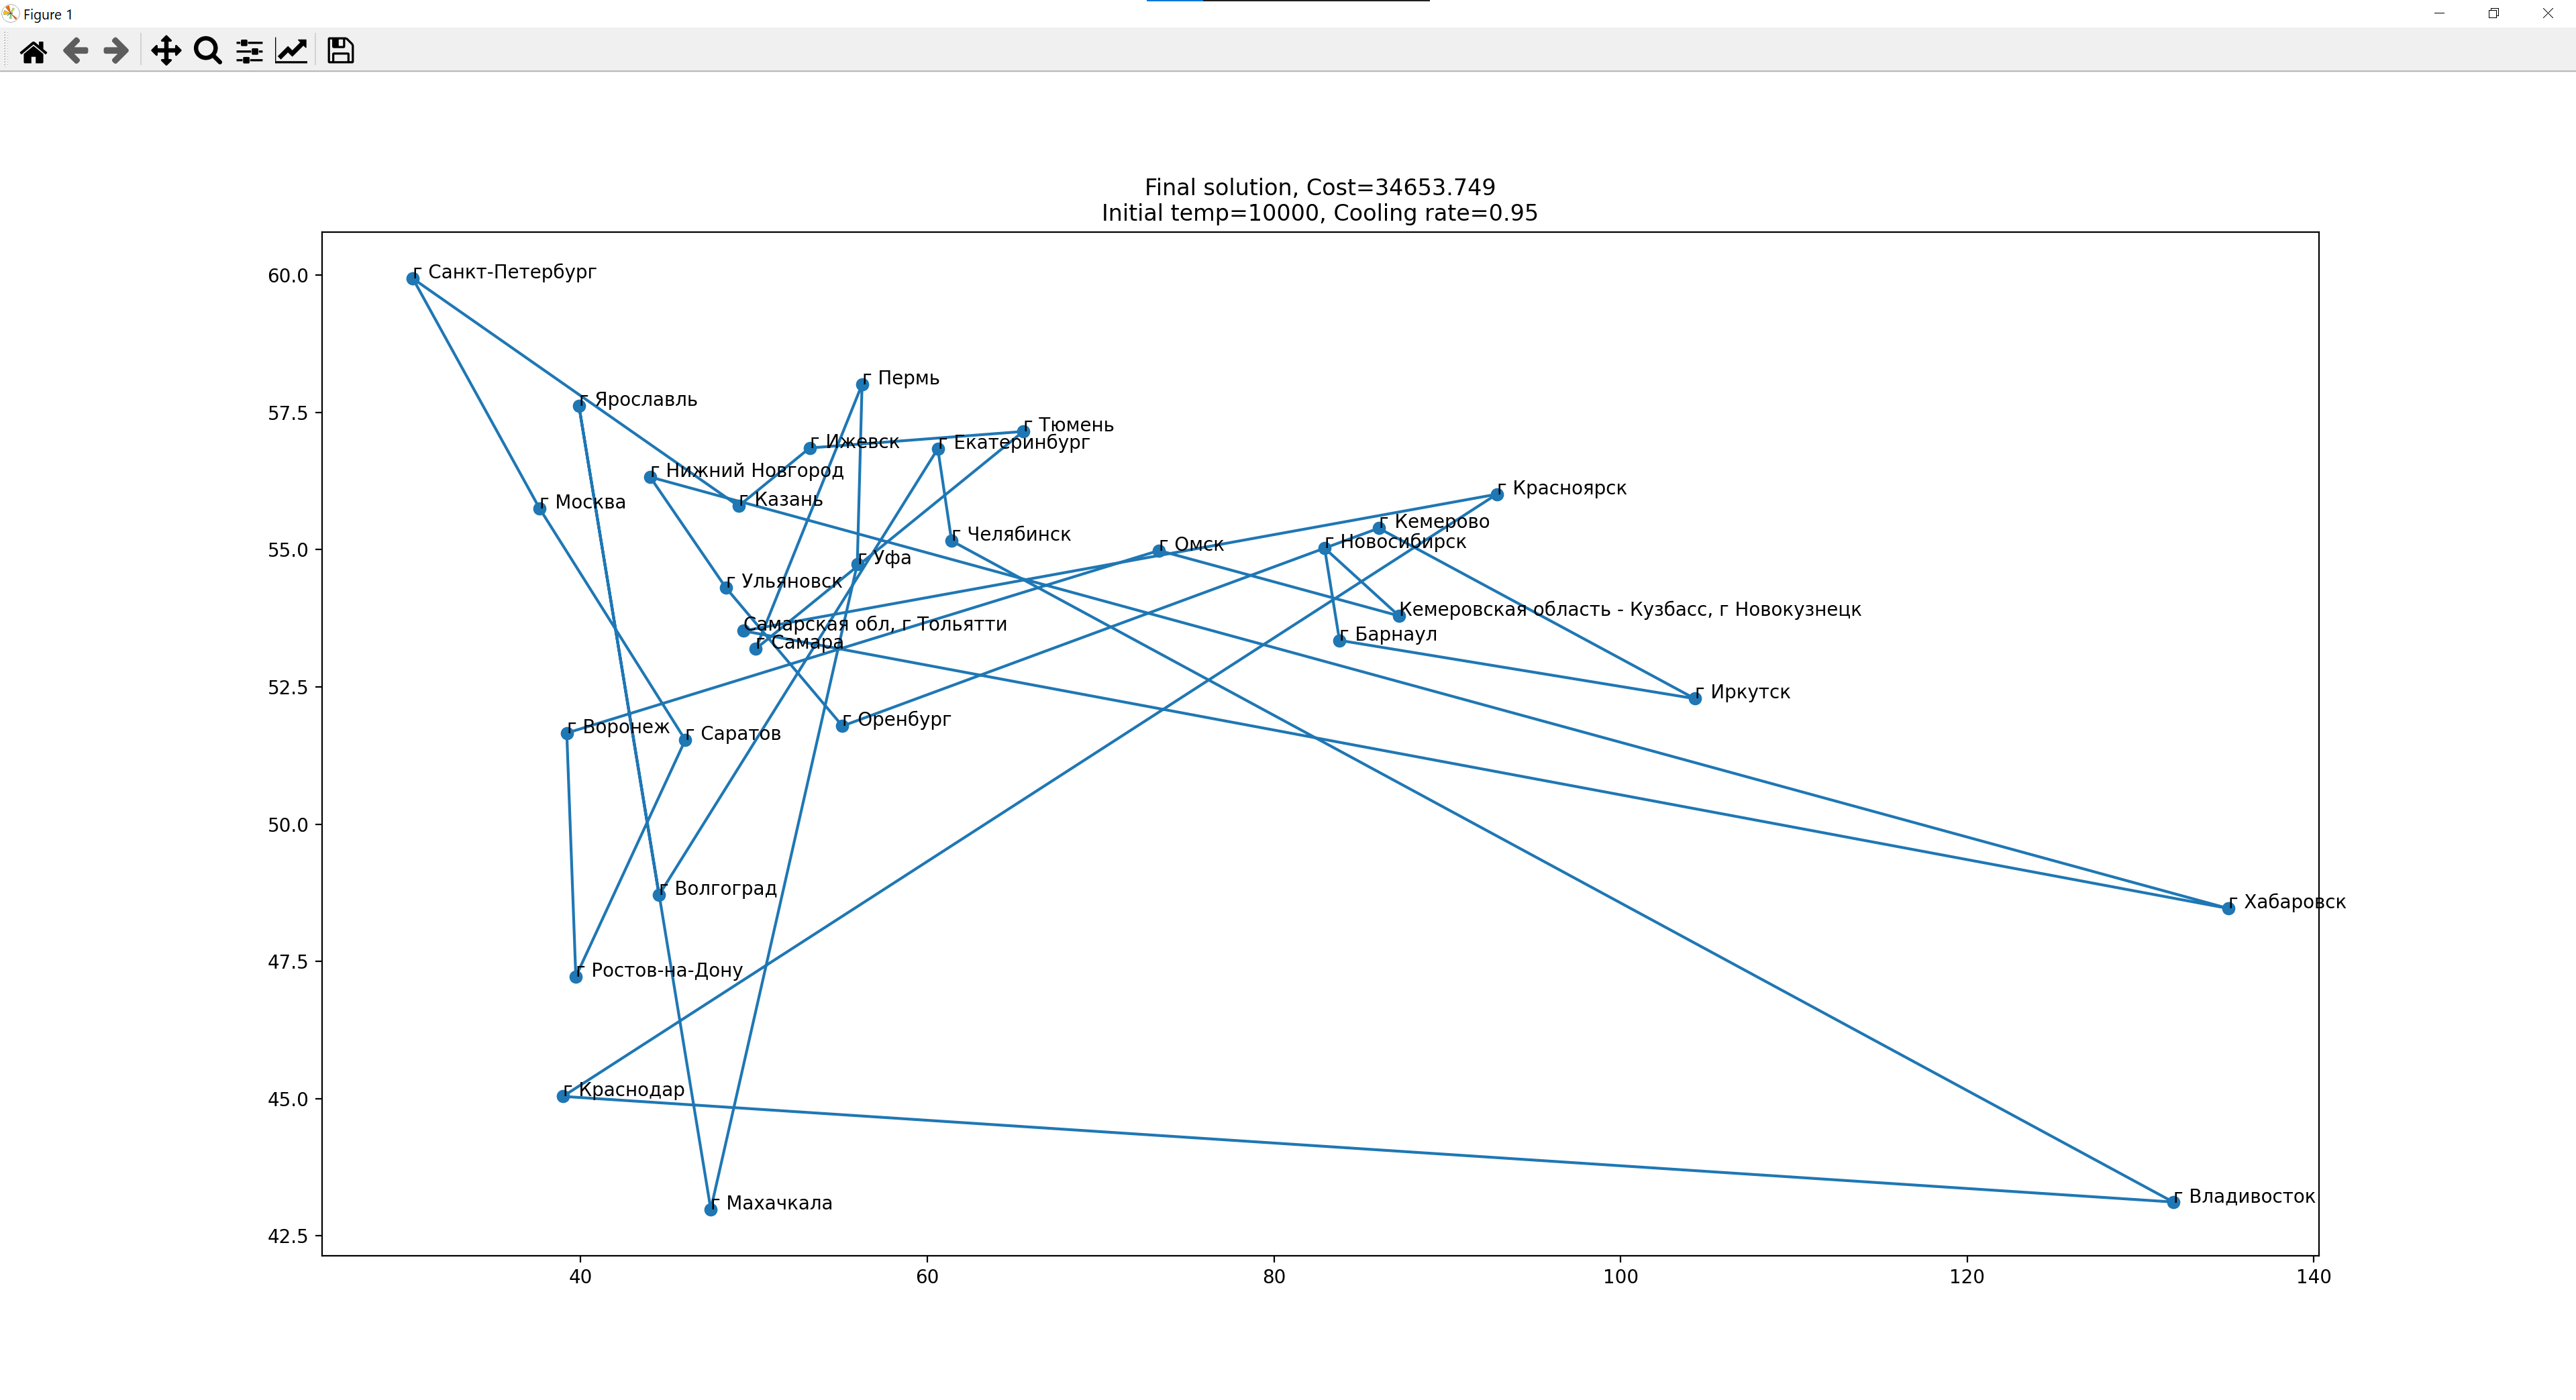 Figure 1
Final solution, Cost=34653.749
Initial temp=10000, Cooling rate=0.95
60.0
57.5
55.0
52.5
50.0
47.5
45.0
42.5
г Санкт-Петербург
г Пермь
г Ярославль
г Тюмень
г Ижевск
г Екатеринбург
г Нижний Новгород
г Красноярск
г Казань
г Москва
г Кемерово
г Челябинск
г Новосибирск
г Омск
г Уфа
г Ульяновск
Кемеровская область - Кузбасс, г Новокузнецк
Самарская обл, г Тольятти
г Барнаул
г Самара
г Иркутск
г Оренбург
г Воронеж
г Саратов
г Волгоград
г Хабаровск
г Ростов-на-Дону
г Краснодар
г Владивосток
г Махачкала
40
60
80
100
120
140